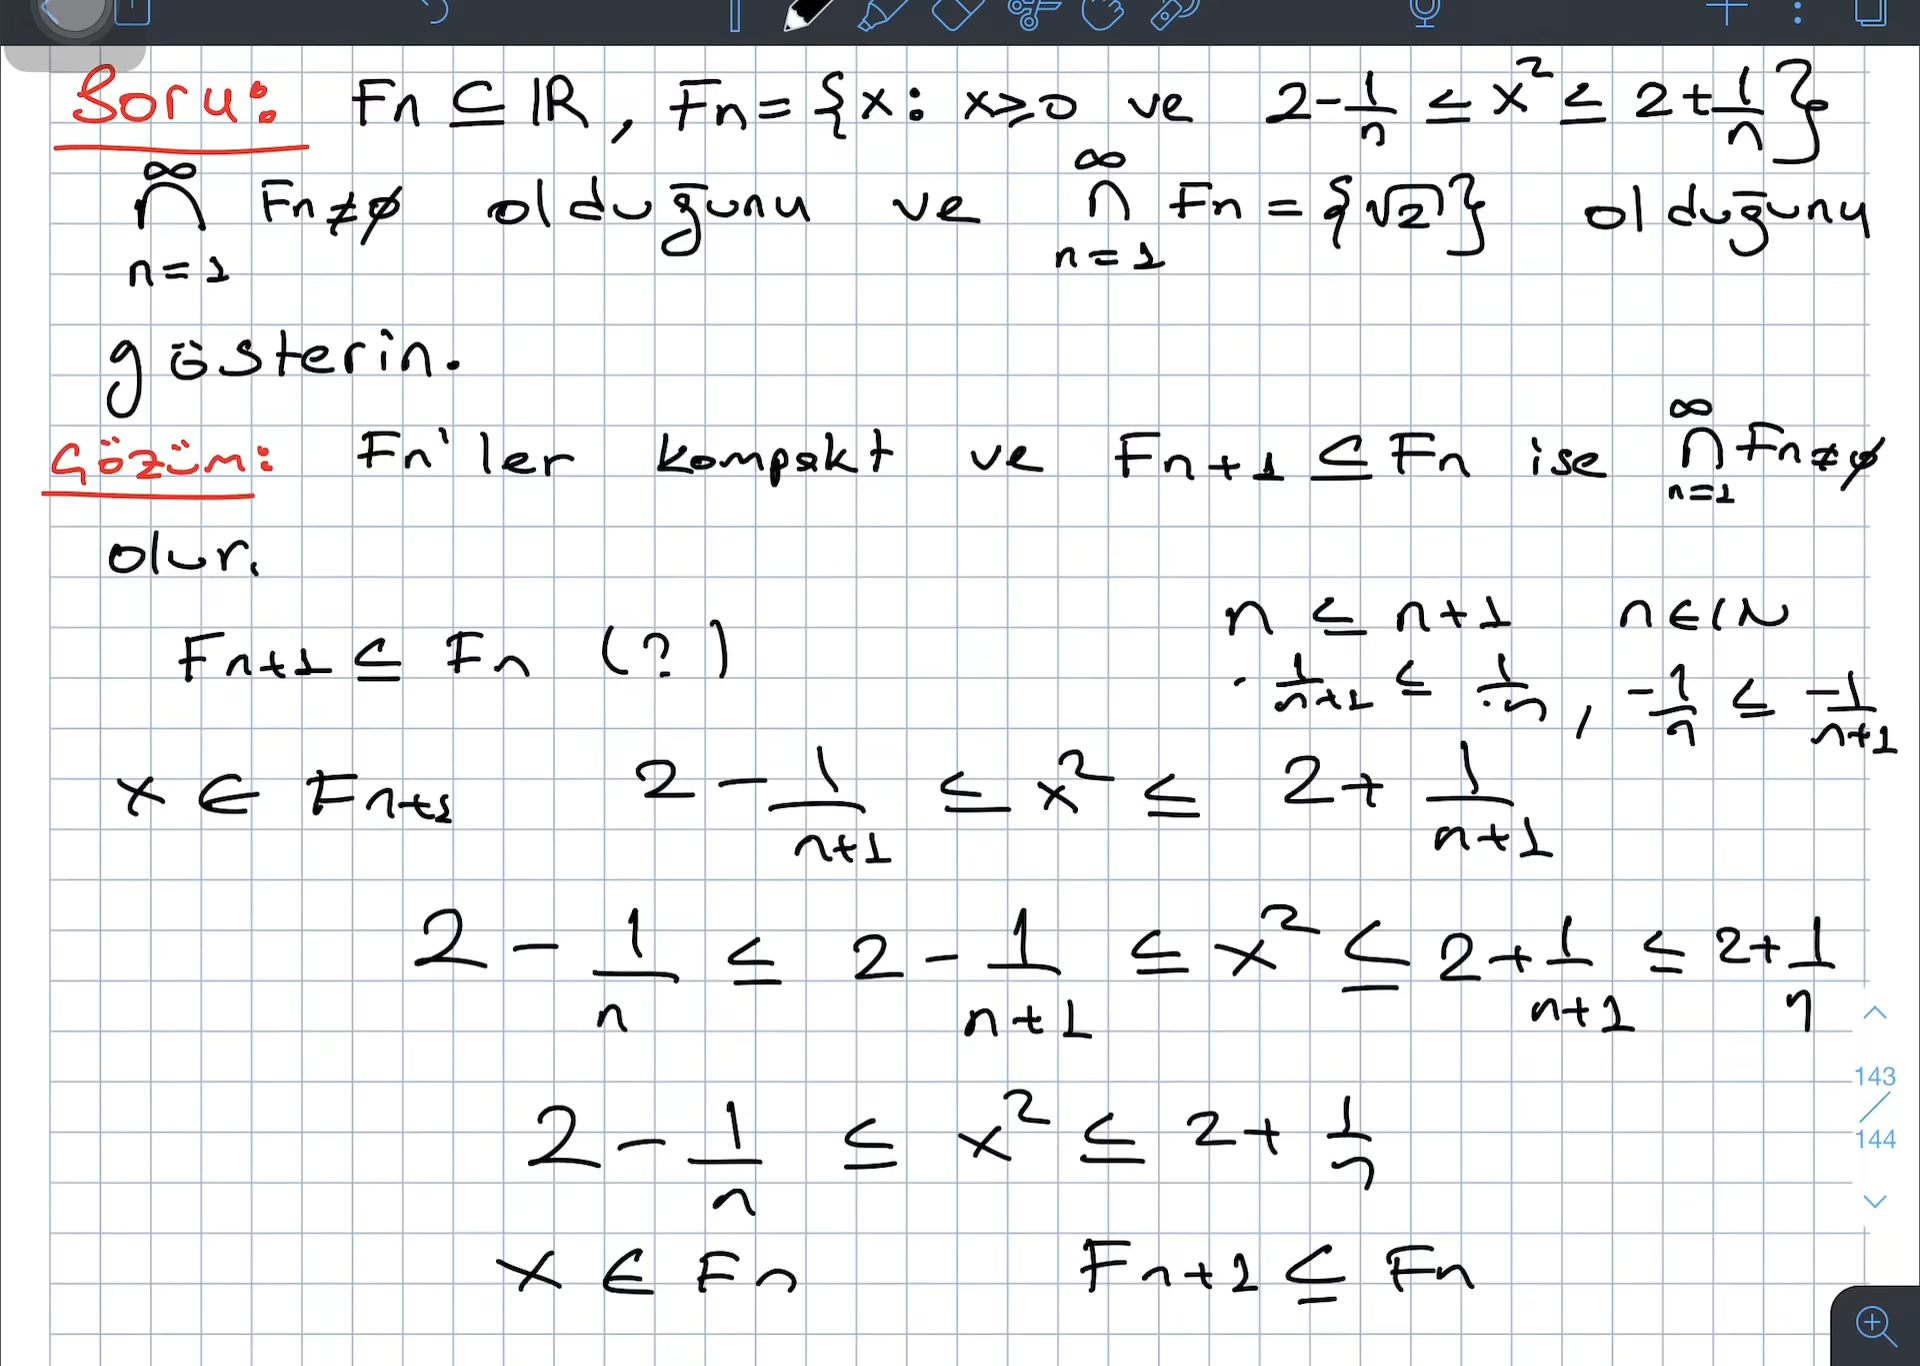 Soru: Fn ⊆ IR, Fn = {x : x ≥ 0 ve 2 - 1/n ≤ x² ≤ 2 + 1/n}
∞∩n=1 Fn ≠ ∅ olduğunu ve ∞∩n=1 Fn = {√2} olduğunu
gösterin.
Çözüm: Fn'ler kompakt ve Fn+1 ⊆ Fn ise ∞∩n=1 Fn ≠ ∅
olur.
n ≤ n+1 n ∈ IN
Fn+1 ⊆ Fn (?)
1/(n+1) ≤ 1/n , -1/n ≤ -1/(n+1)
x ∈ Fn+1 2 - 1/(n+1) ≤ x² ≤ 2 + 1/(n+1)
2 - 1/n ≤ 2 - 1/(n+1) ≤ x² ≤ 2 + 1/(n+1) ≤ 2 + 1/n
2 - 1/n ≤ x² ≤ 2 + 1/n
x ∈ Fn Fn+1 ⊆ Fn
143
/
144